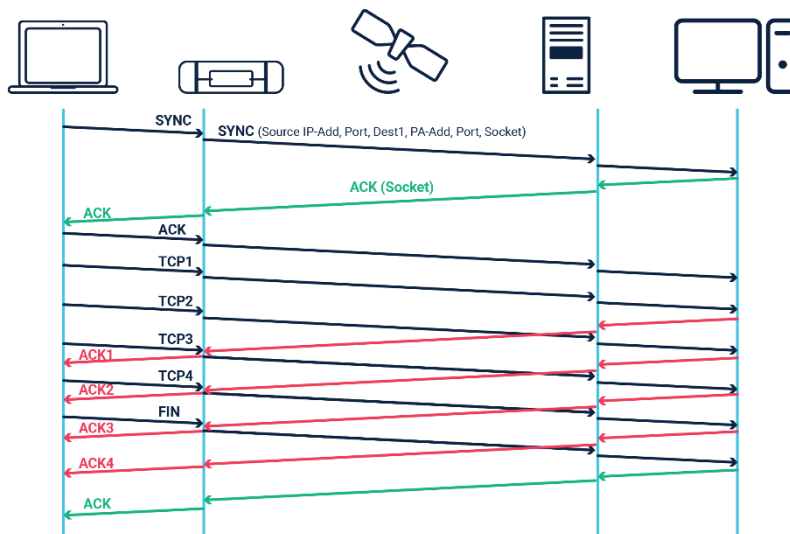 SYNC
SYNC (Source IP-Add, Port, Dest1, PA-Add, Port, Socket)
ACK (Socket)
ACK
ACK
TCP1
TCP2
TCP3
ACK1
TCP4
ACK2
FIN
ACK3
ACK4
ACK